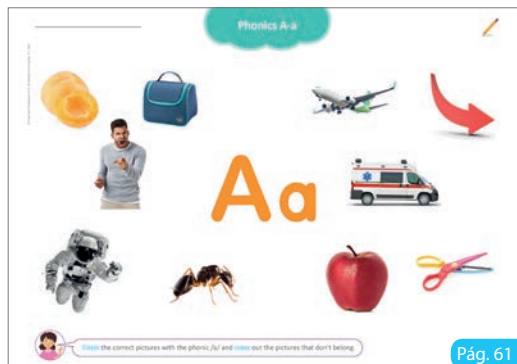 Phonics A-a
Aa
Circle the correct pictures with the phonic /a/ and cross out the pictures that don't belong.
Pág. 61